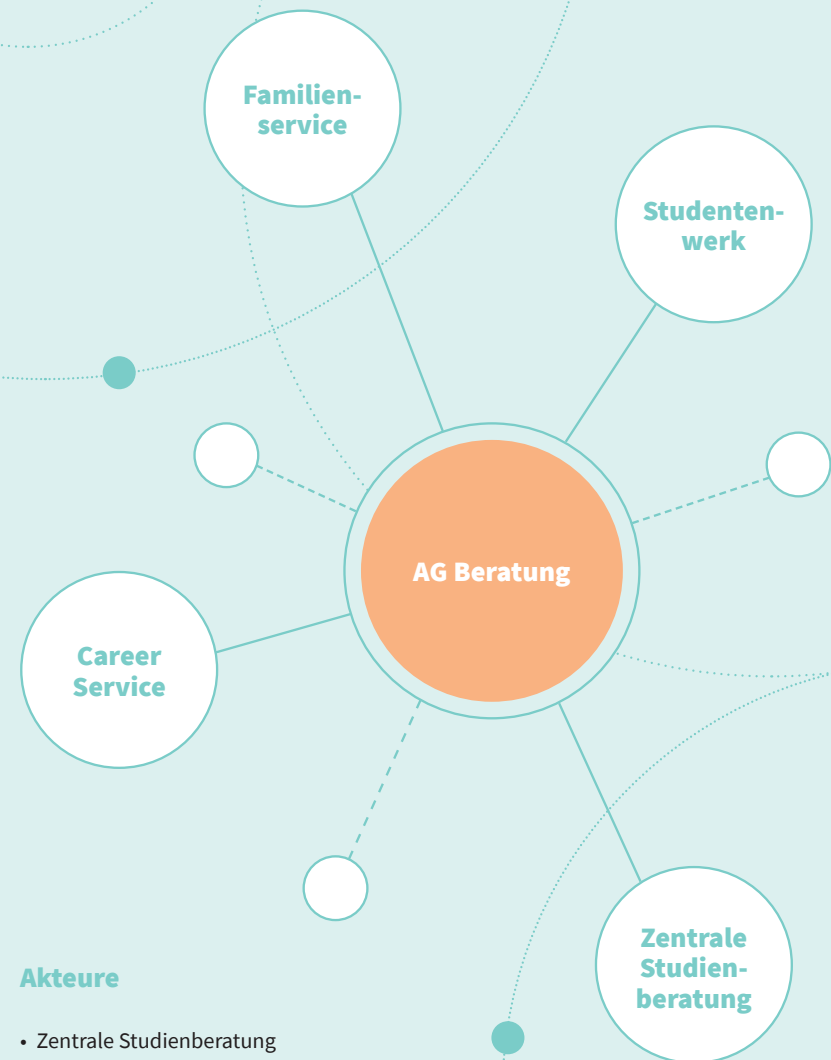 Familien-
service
Studenten-
werk
AG Beratung
Career
Service
Zentrale
Studien-
beratung
Akteure
• Zentrale Studienberatung